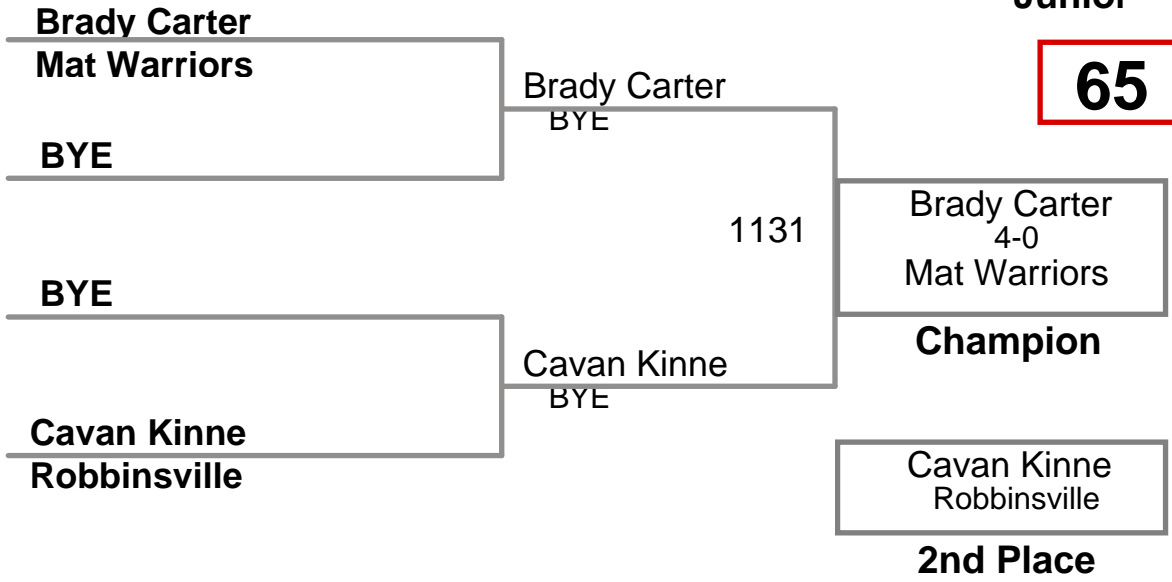 Junior
Brady Carter
Mat Warriors
65
Brady Carter
BYE
BYE
Brady Carter
4-0
Mat Warriors
1131
BYE
Champion
Cavan Kinne
BYE
Cavan Kinne
Robbinsville
Cavan Kinne
Robbinsville
2nd Place